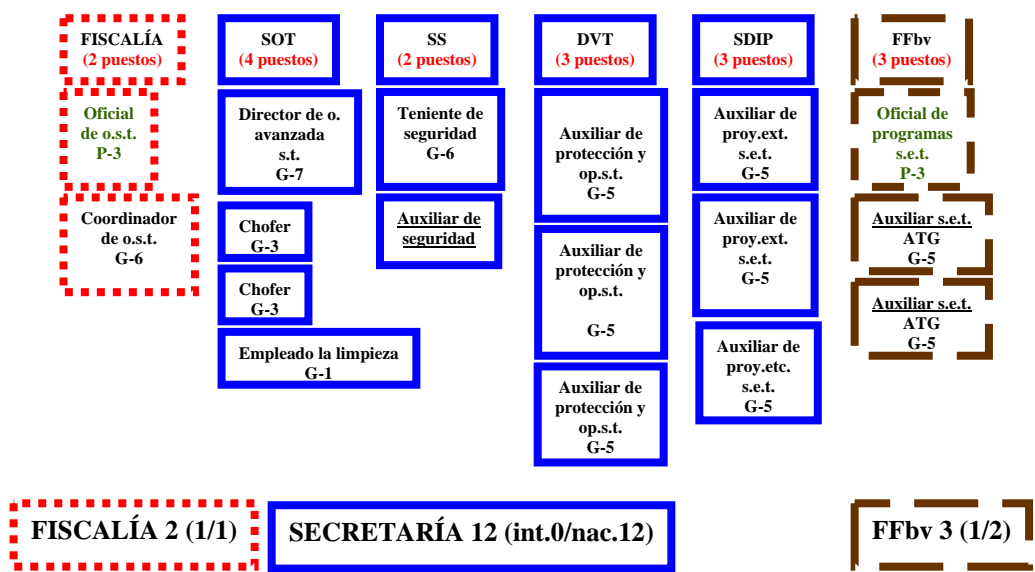 FISCALÍA
(2 puestos)
Oficial
de o.s.t.
P-3
Coordinador
de o.s.t.
G-6
SOT
(4 puestos)
Director de o.
avanzada
s.t.
G-7
Chofer
G-3
Chofer
G-3
Empleado la limpieza
G-1
SS
(2 puestos)
Teniente de
seguridad
G-6
Auxiliar de
seguridad
DVT
(3 puestos)
Auxiliar de
protección y
op.s.t.
G-5
Auxiliar de
protección y
op.s.t.
G-5
Auxiliar de
protección y
op.s.t.
G-5
SDIP
(3 puestos)
Auxiliar de
proy.ext.
s.e.t.
G-5
Auxiliar de
proy.ext.
s.e.t.
G-5
Auxiliar de
proy.etc.
s.e.t.
G-5
FFbv
(3 puestos)
Oficial de
programas
s.e.t.
P-3
Auxiliar s.e.t.
ATG
G-5
Auxiliar s.e.t.
ATG
G-5
FISCALÍA 2 (1/1)
SECRETARÍA 12 (int.0/nac.12)
FFbv 3 (1/2)